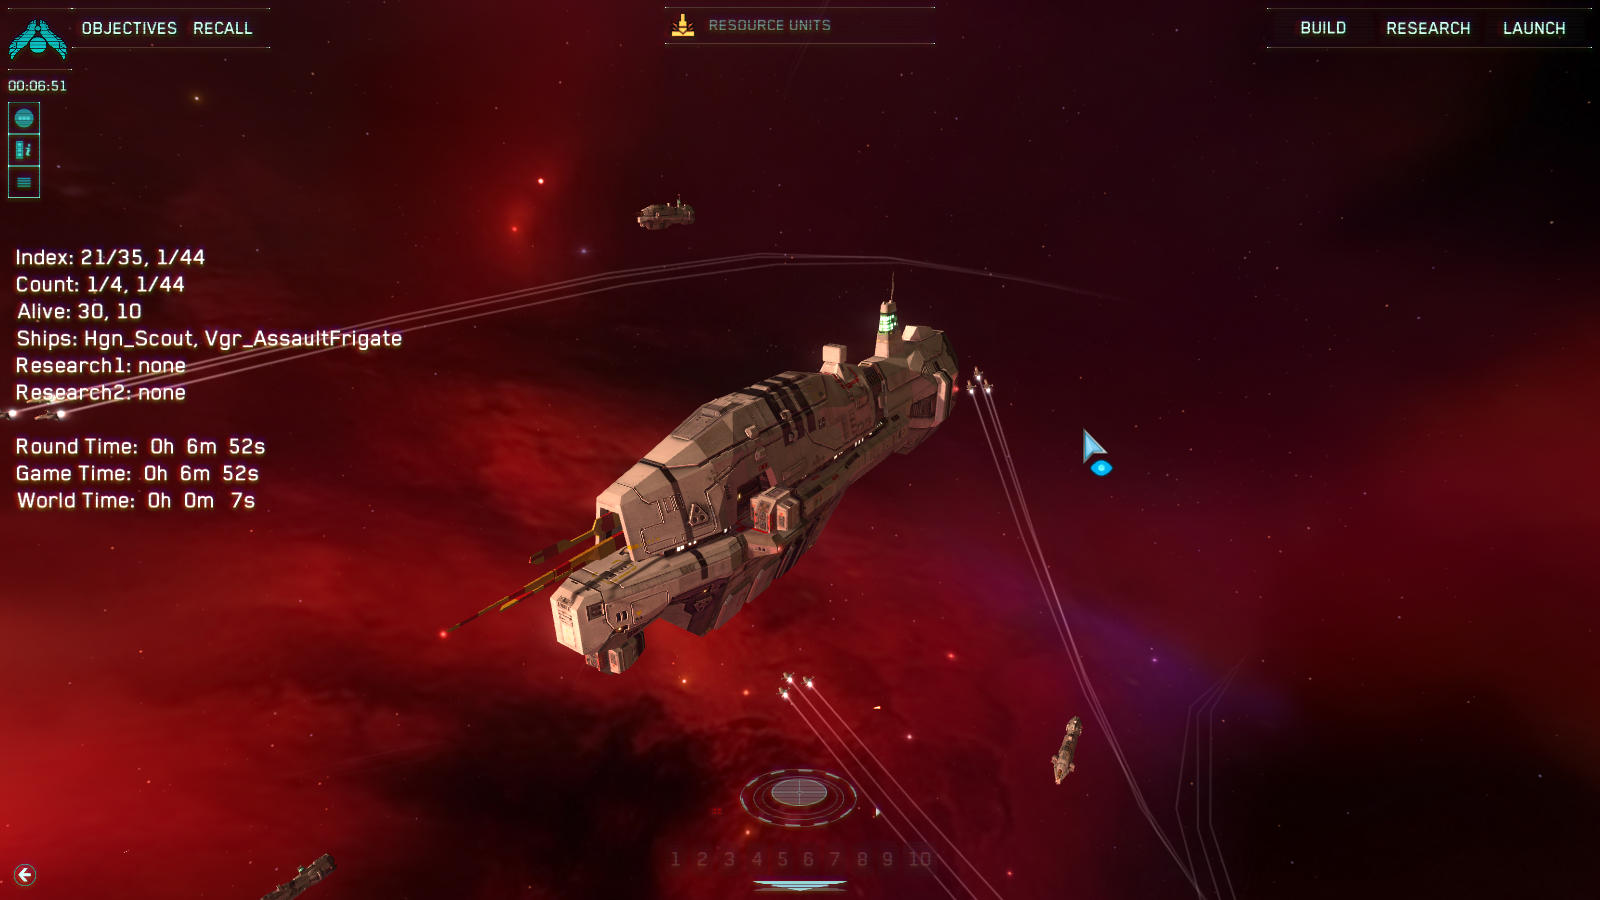 OBJECTIVES RECALL
RESOURCE UNITS
BUILD RESEARCH LAUNCH
00:06:51
Index: 21/35, 1/44
Count: 1/4, 1/44
Alive: 30, 10
Ships: Hgn_Scout, Vgr_AssaultFrigate
Research1: none
Research2: none
Round Time: 0h 6m 52s
Game Time: 0h 6m 52s
World Time: 0h 0m 7s
1 2 3 4 5 6 7 8 9 10